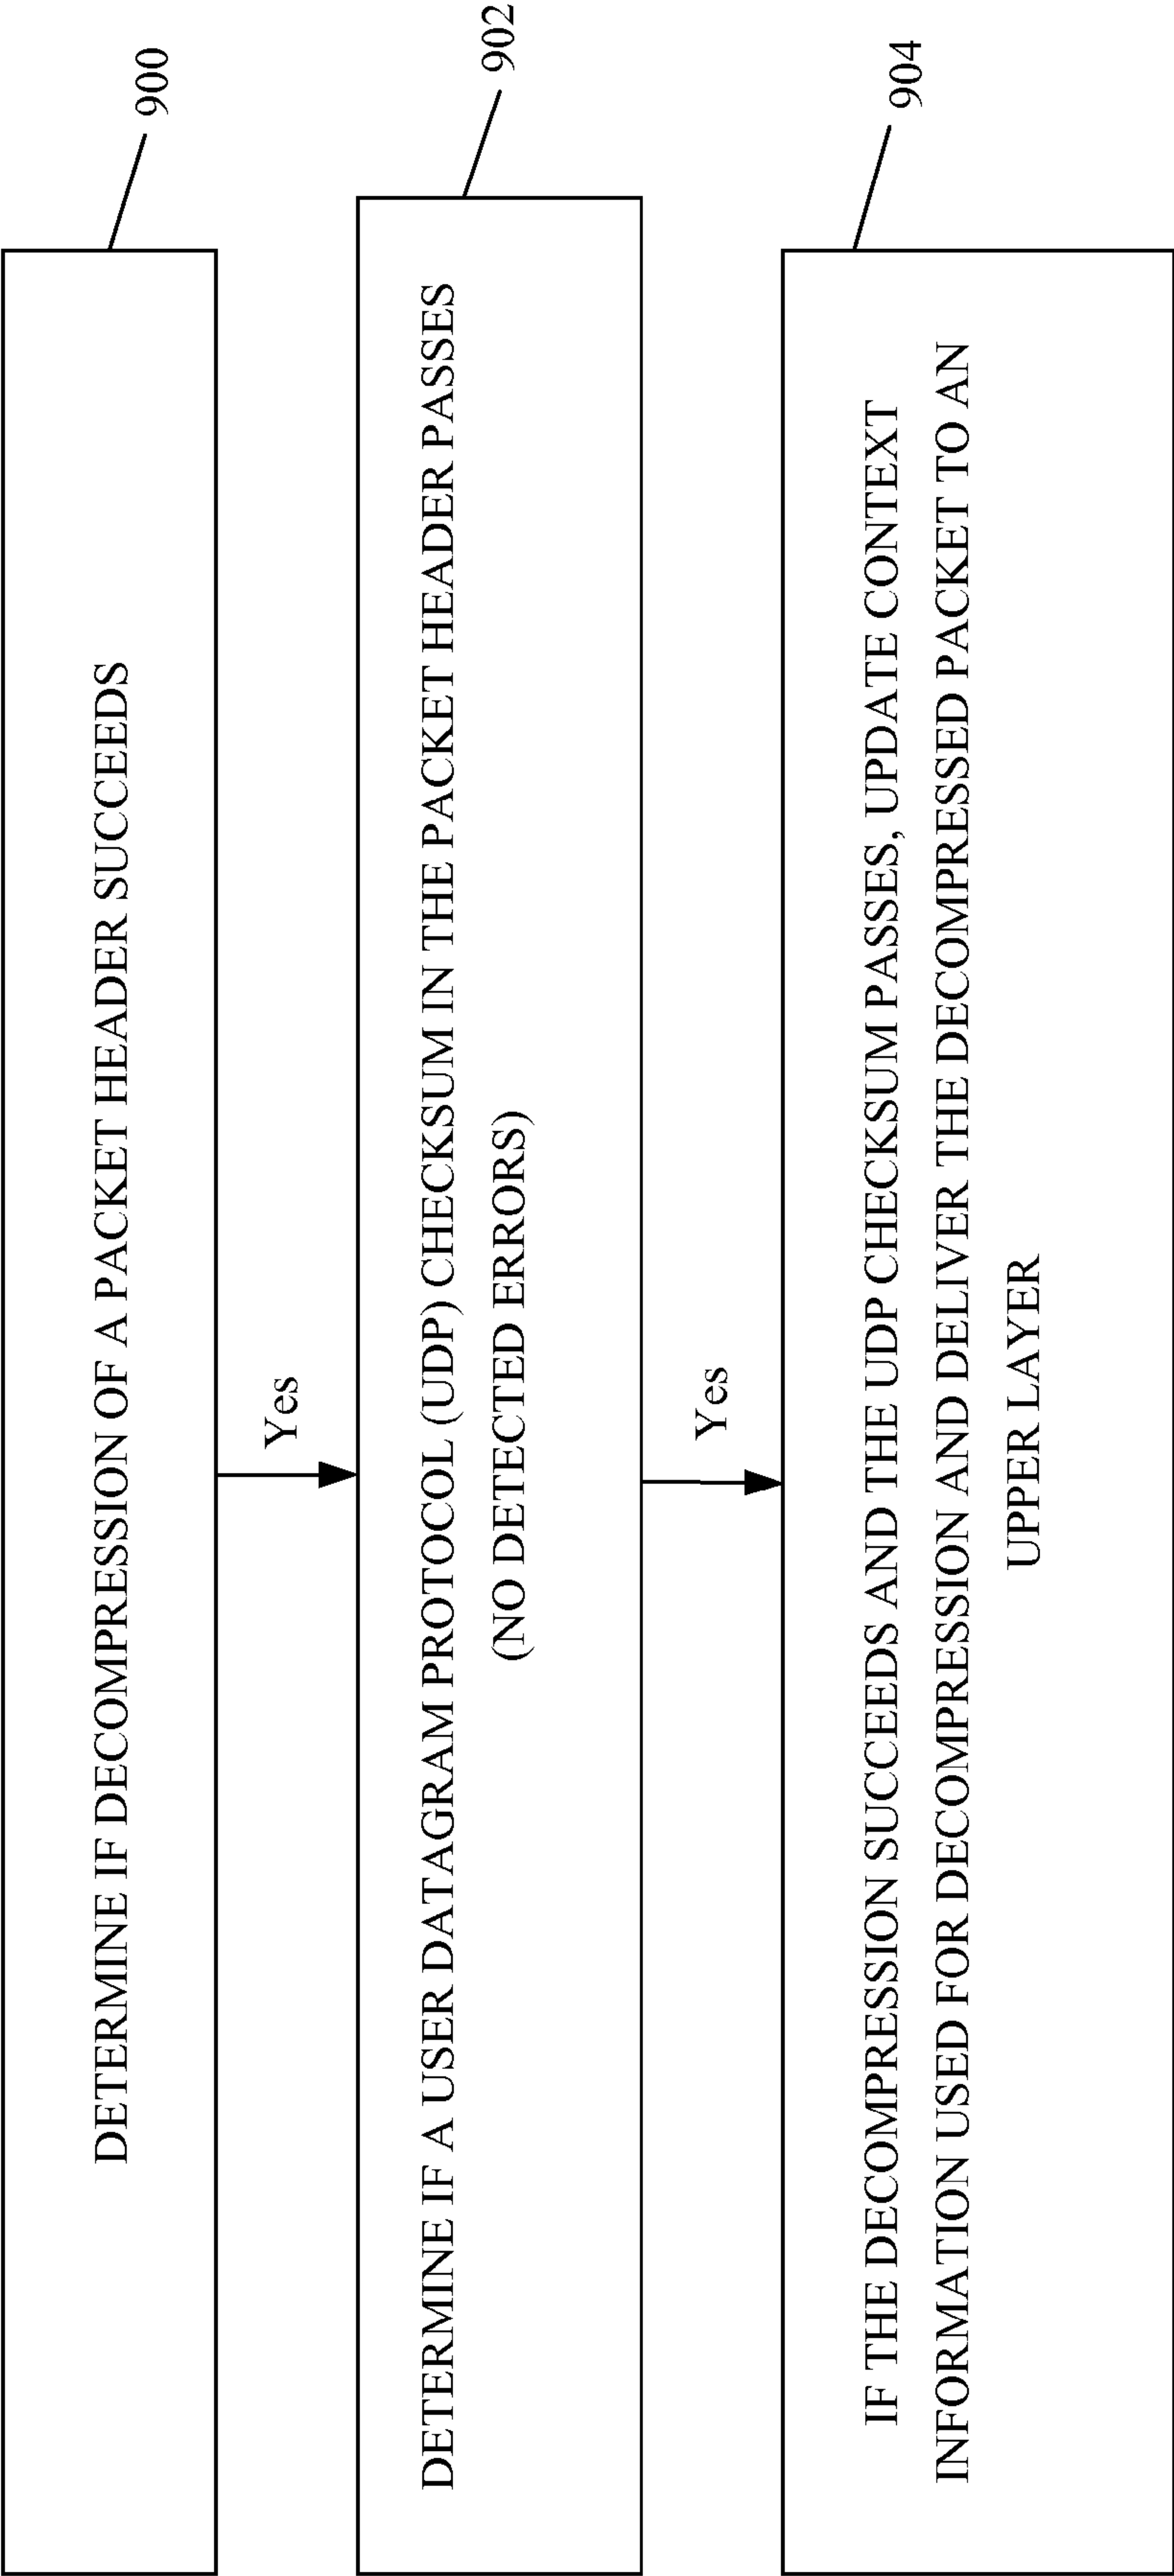 DETERMINE IF DECOMPRESSION OF A PACKET HEADER SUCCEEDS
900
Yes
DETERMINE IF A USER DATAGRAM PROTOCOL (UDP) CHECKSUM IN THE PACKET HEADER PASSES
(NO DETECTED ERRORS)
902
Yes
IF THE DECOMPRESSION SUCCEEDS AND THE UDP CHECKSUM PASSES, UPDATE CONTEXT
INFORMATION USED FOR DECOMPRESSION AND DELIVER THE DECOMPRESSED PACKET TO AN
UPPER LAYER
904